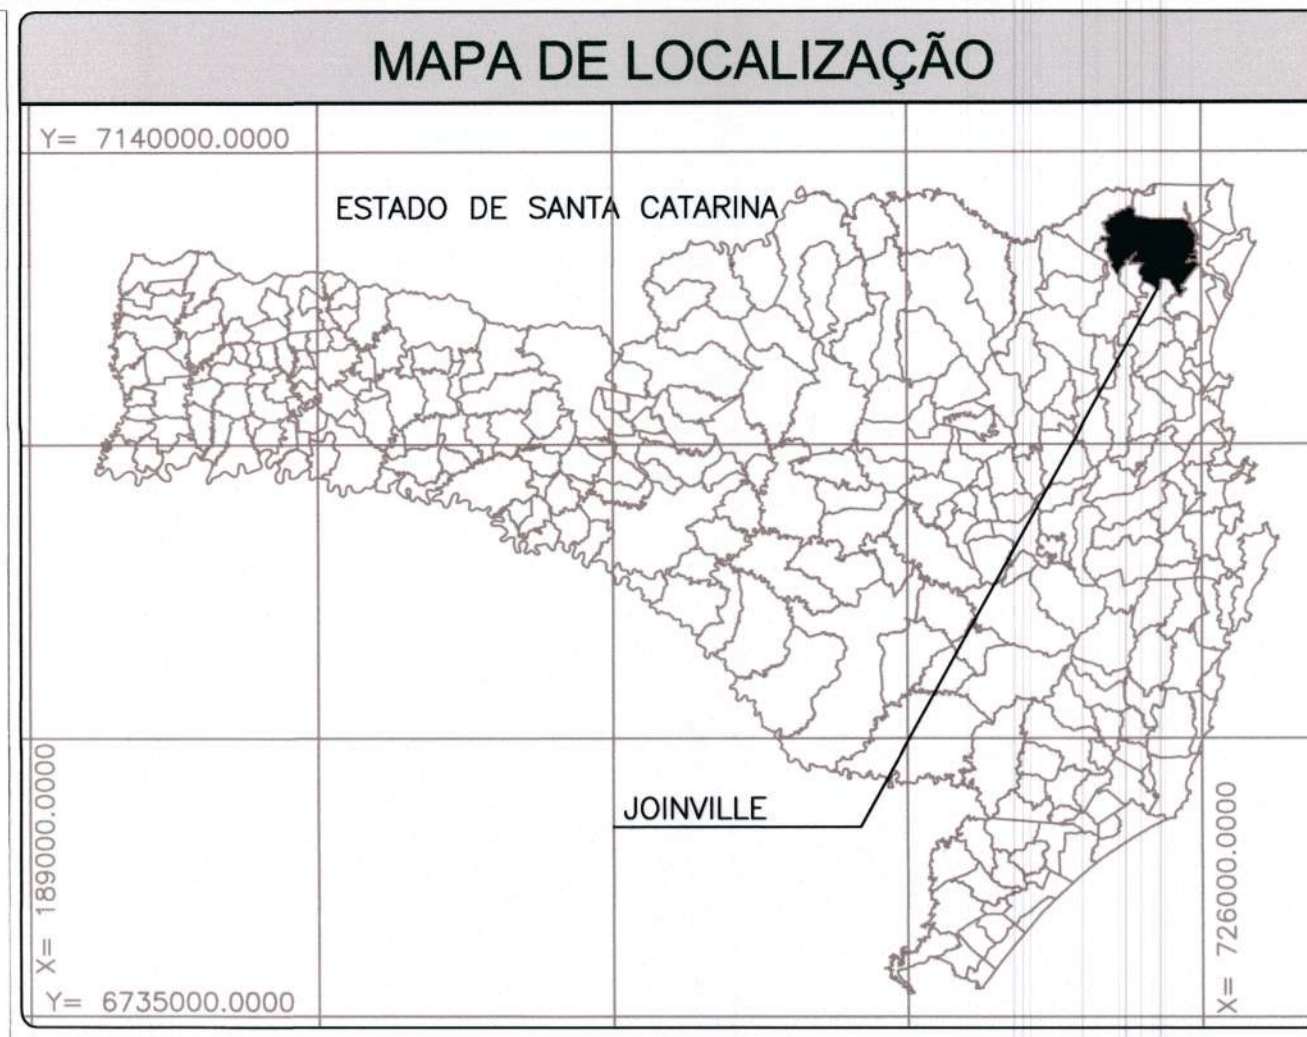 MAPA DE LOCALIZAÇÃO
Y= 7140000.0000
ESTADO DE SANTA CATARINA
JOINVILLE
X= 189000.0000
X= 726000.0000
Y= 6735000.0000